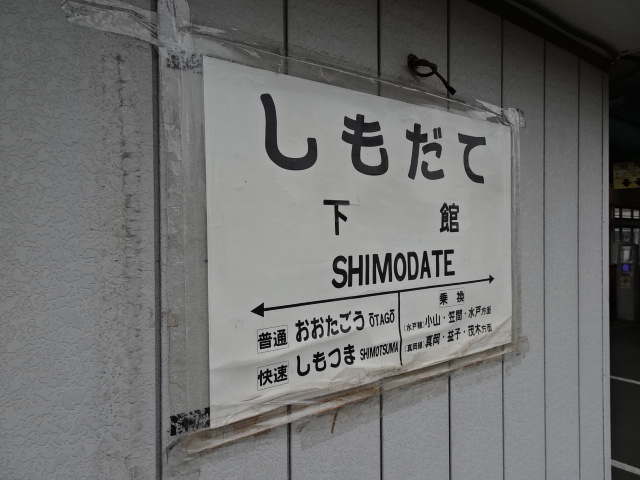 しもだて
下館
SHIMODATE
普通 おおたごう ŌTAGŌ
快速 しもつま SHIMOTSUMA
乗換
(水戸線)小山・笠間・水戸方面
(真岡線)真岡・益子・茂木方面